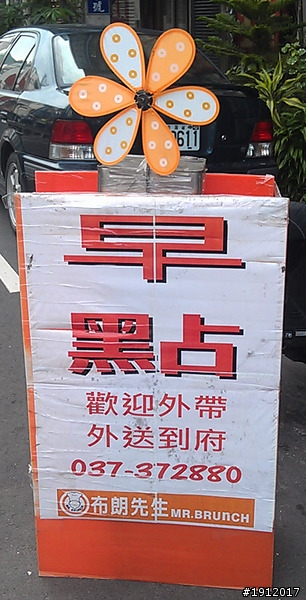 號
早
點
歡迎外帶
外送到府
037-372880
布朗先生 MR.BRUNCH
#1912017